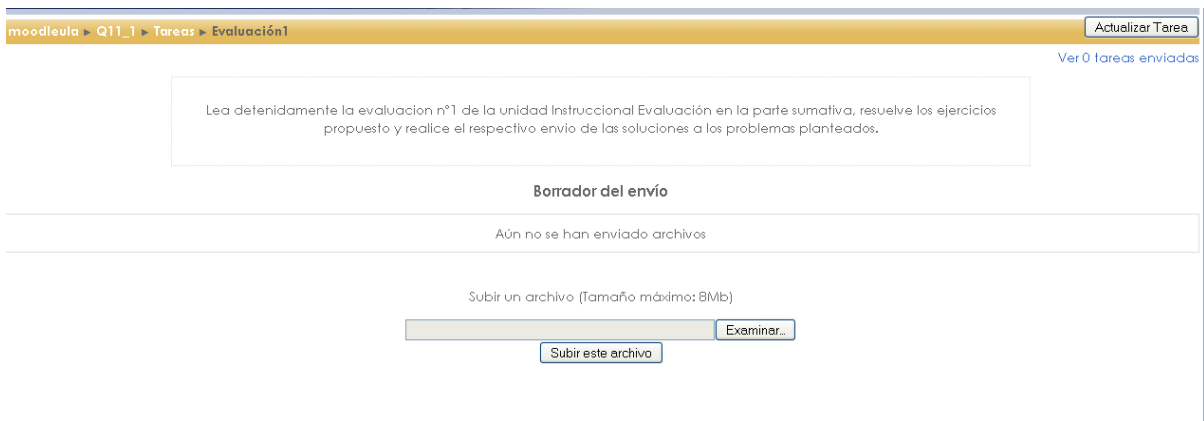 moodleula ▶ Q11_1 ▶ Tareas ▶ Evaluación1
Actualizar Tarea
Ver 0 tareas enviadas
Lea detenidamente la evaluacion n°1 de la unidad Instruccional Evaluación en la parte sumativa, resuelve los ejercicios
propuesto y realice el respectivo envio de las soluciones a los problemas planteados.
Borrador del envío
Aún no se han enviado archivos
Subir un archivo (Tamaño máximo: 8Mb)
Examinar...
Subir este archivo